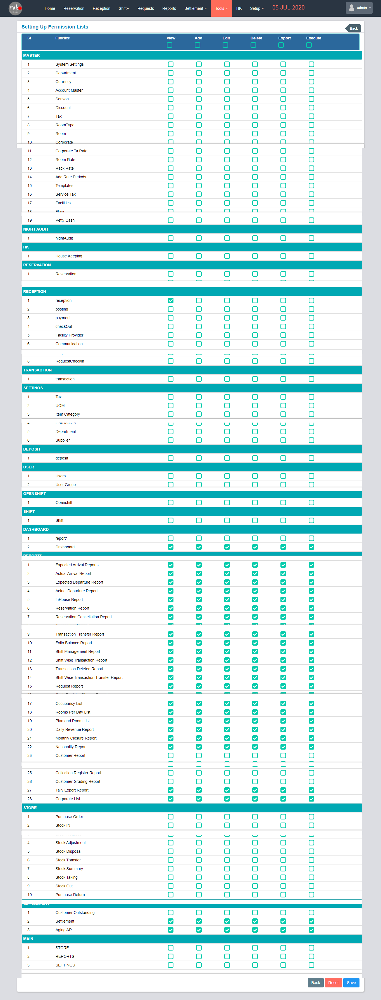 niko
Home Reservation Reception Shift Requests Reports Settlement Tools HK Setup 05-JUL-2020 admin
Setting Up Permission Lists
Back
Sl Function view Add Edit Delete Export Execute
MASTER
1 System Settings
2 Department
3 Currency
4 Account Master
5 Season
6 Discount
7 Tax
8 RoomType
9 Room
10 Corporate
11 Corporate Ta Rate
12 Room Rate
13 Rack Rate
14 Add Rate Periods
15 Templates
16 Service Tax
17 Facilities
18 Floor
19 Petty Cash
NIGHT AUDIT
1 nightAudit
HK
1 House Keeping
RESERVATION
1 Reservation
RECEPTION
1 reception
2 posting
3 payment
4 checkOut
5 Facility Provider
6 Communication
8 RequestCheckin
TRANSACTION
1 transaction
SETTINGS
1 Tax
2 UOM
3 Item Category
4 Item Master
5 Department
6 Supplier
DEPOSIT
1 deposit
USER
1 Users
2 User Group
OPENSHIFT
1 Openshift
SHIFT
1 Shift
DASHBOARD
1 report1
2 Dashboard
REPORTS
1 Expected Arrival Reports
2 Actual Arrival Report
3 Expected Departure Report
4 Actual Departure Report
5 InHouse Report
6 Reservation Report
7 Reservation Cancellation Report
9 Transaction Transfer Report
10 Folio Balance Report
11 Shift Management Report
12 Shift Wise Transaction Report
13 Transaction Deleted Report
14 Shift Wise Transaction Transfer Report
15 Request Report
17 Occupancy List
18 Rooms Per Day List
19 Plan and Room List
20 Daily Revenue Report
21 Monthly Closure Report
22 Nationality Report
23 Customer Report
25 Collection Register Report
26 Customer Grading Report
27 Tally Export Report
28 Corporate List
STORE
1 Purchase Order
2 Stock IN
4 Stock Adjustment
5 Stock Disposal
6 Stock Transfer
7 Stock Summary
8 Stock Taking
9 Stock Out
10 Purchase Return
SETTLEMENT
1 Customer Outstanding
2 Settlement
3 Aging AR
MAIN
1 STORE
2 REPORTS
3 SETTINGS
Back Reset Save